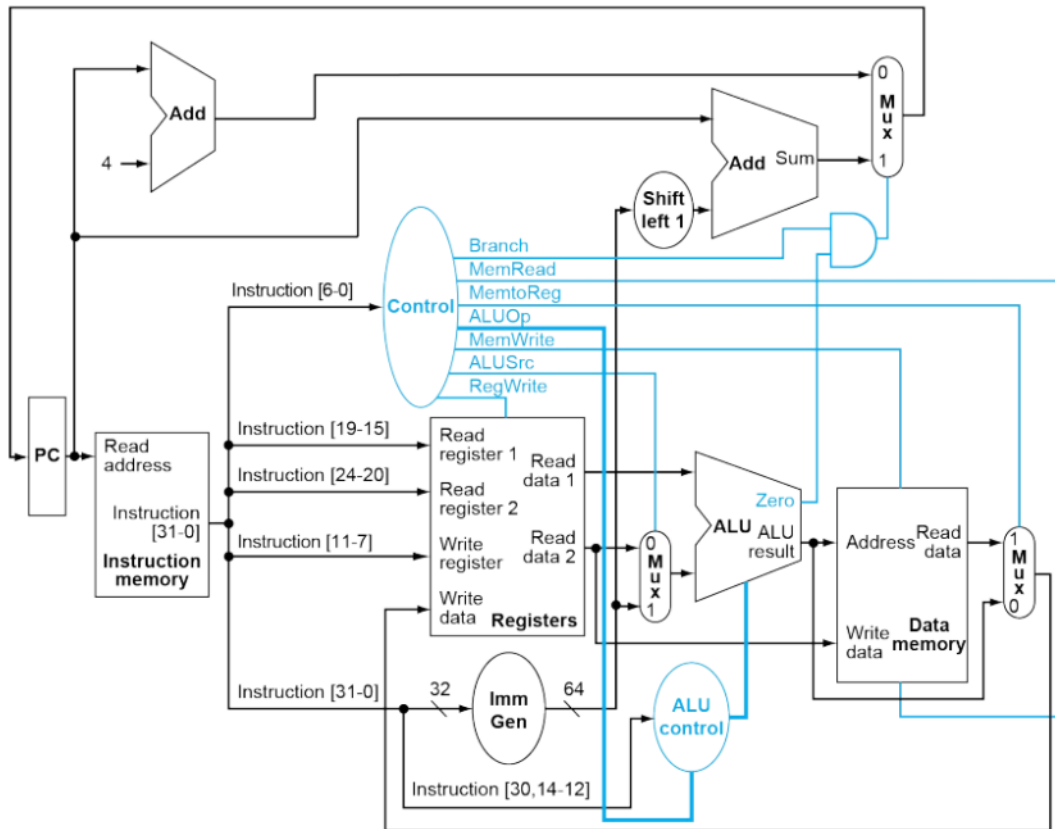 0
M
u
x
1
Add
4
Add Sum
Shift
left 1
Branch
MemRead
MemtoReg
ALUOp
MemWrite
ALUSrc
RegWrite
Control
Instruction [6-0]
PC
Read
address
Instruction
[31-0]
Instruction
memory
Instruction [19-15]
Instruction [24-20]
Instruction [11-7]
Instruction [31-0]
Read
register 1
Read
register 2
Write
register
Write
data
Read
data 1
Read
data 2
Registers
0
M
u
x
1
Zero
ALU
ALU
result
Address
Read
data
Write
data
Data
memory
1
M
u
x
0
32
Imm
Gen
64
ALU
control
Instruction [30,14-12]